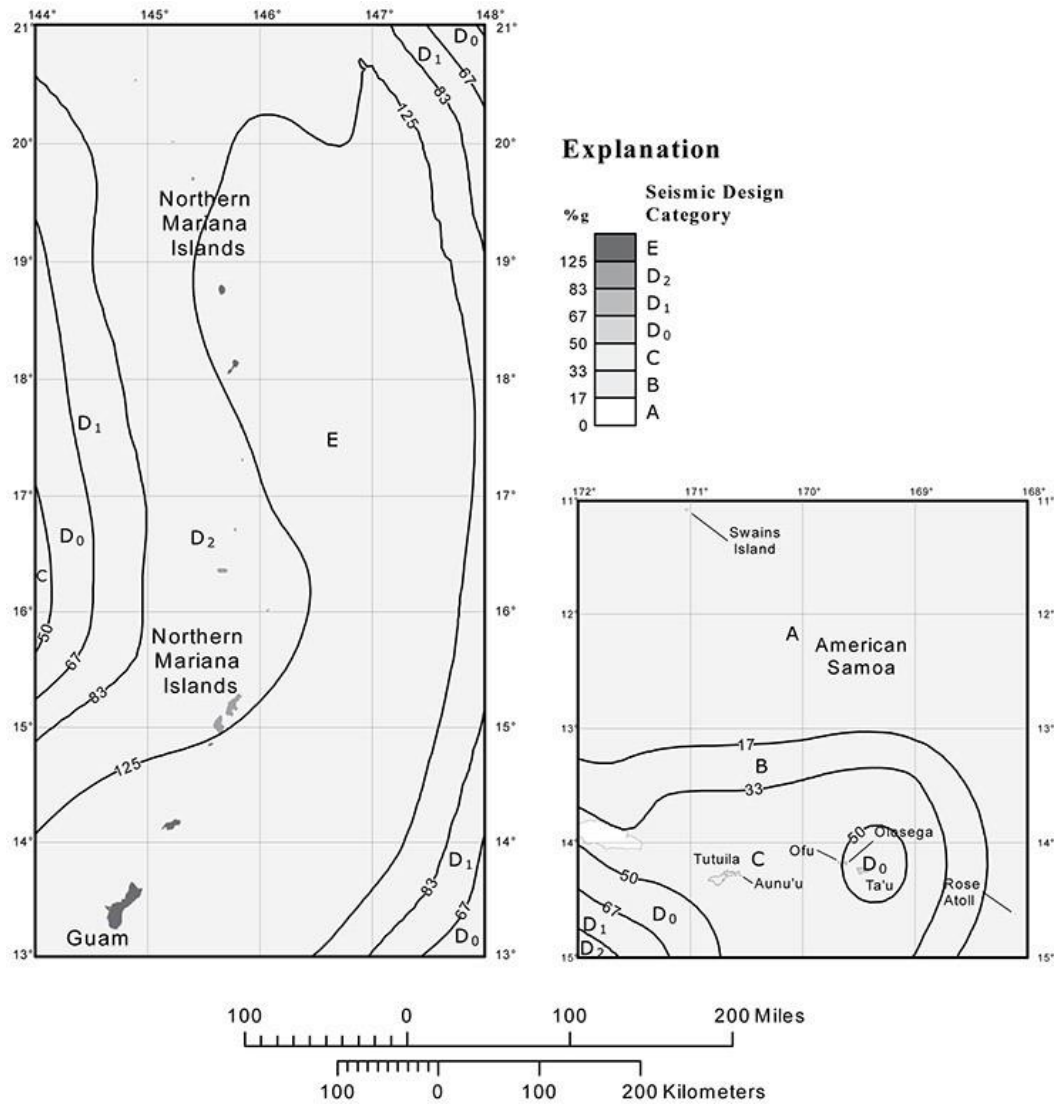 144° 145° 146° 147° 148°
21° 21°
D0
D1
67
83
125
20° 20°
Northern
Mariana
Islands
19° 19°
18° 18°
D1
E
17° 17°
D0
D2
C
16° 16°
50
Northern
Mariana
Islands
67
83
15° 15°
125
14° 14°
D1
83
67
Guam
D0
13° 13°
Explanation
%g
Seismic Design
Category
E
125
D2
83
D1
67
D0
50
C
33
B
17
A
0
172° 171° 170° 169° 168°
11° 11°
Swains
Island
12° 12°
A
American
Samoa
13° 13°
17
B
33
14° 14°
50
Olosega
Ofu
Tutuila
C
D0
50
Aunu'u
Ta'u
Rose
Atoll
67
D0
D1
D2
15° 15°
100 0 100 200 Miles
100 0 100 200 Kilometers